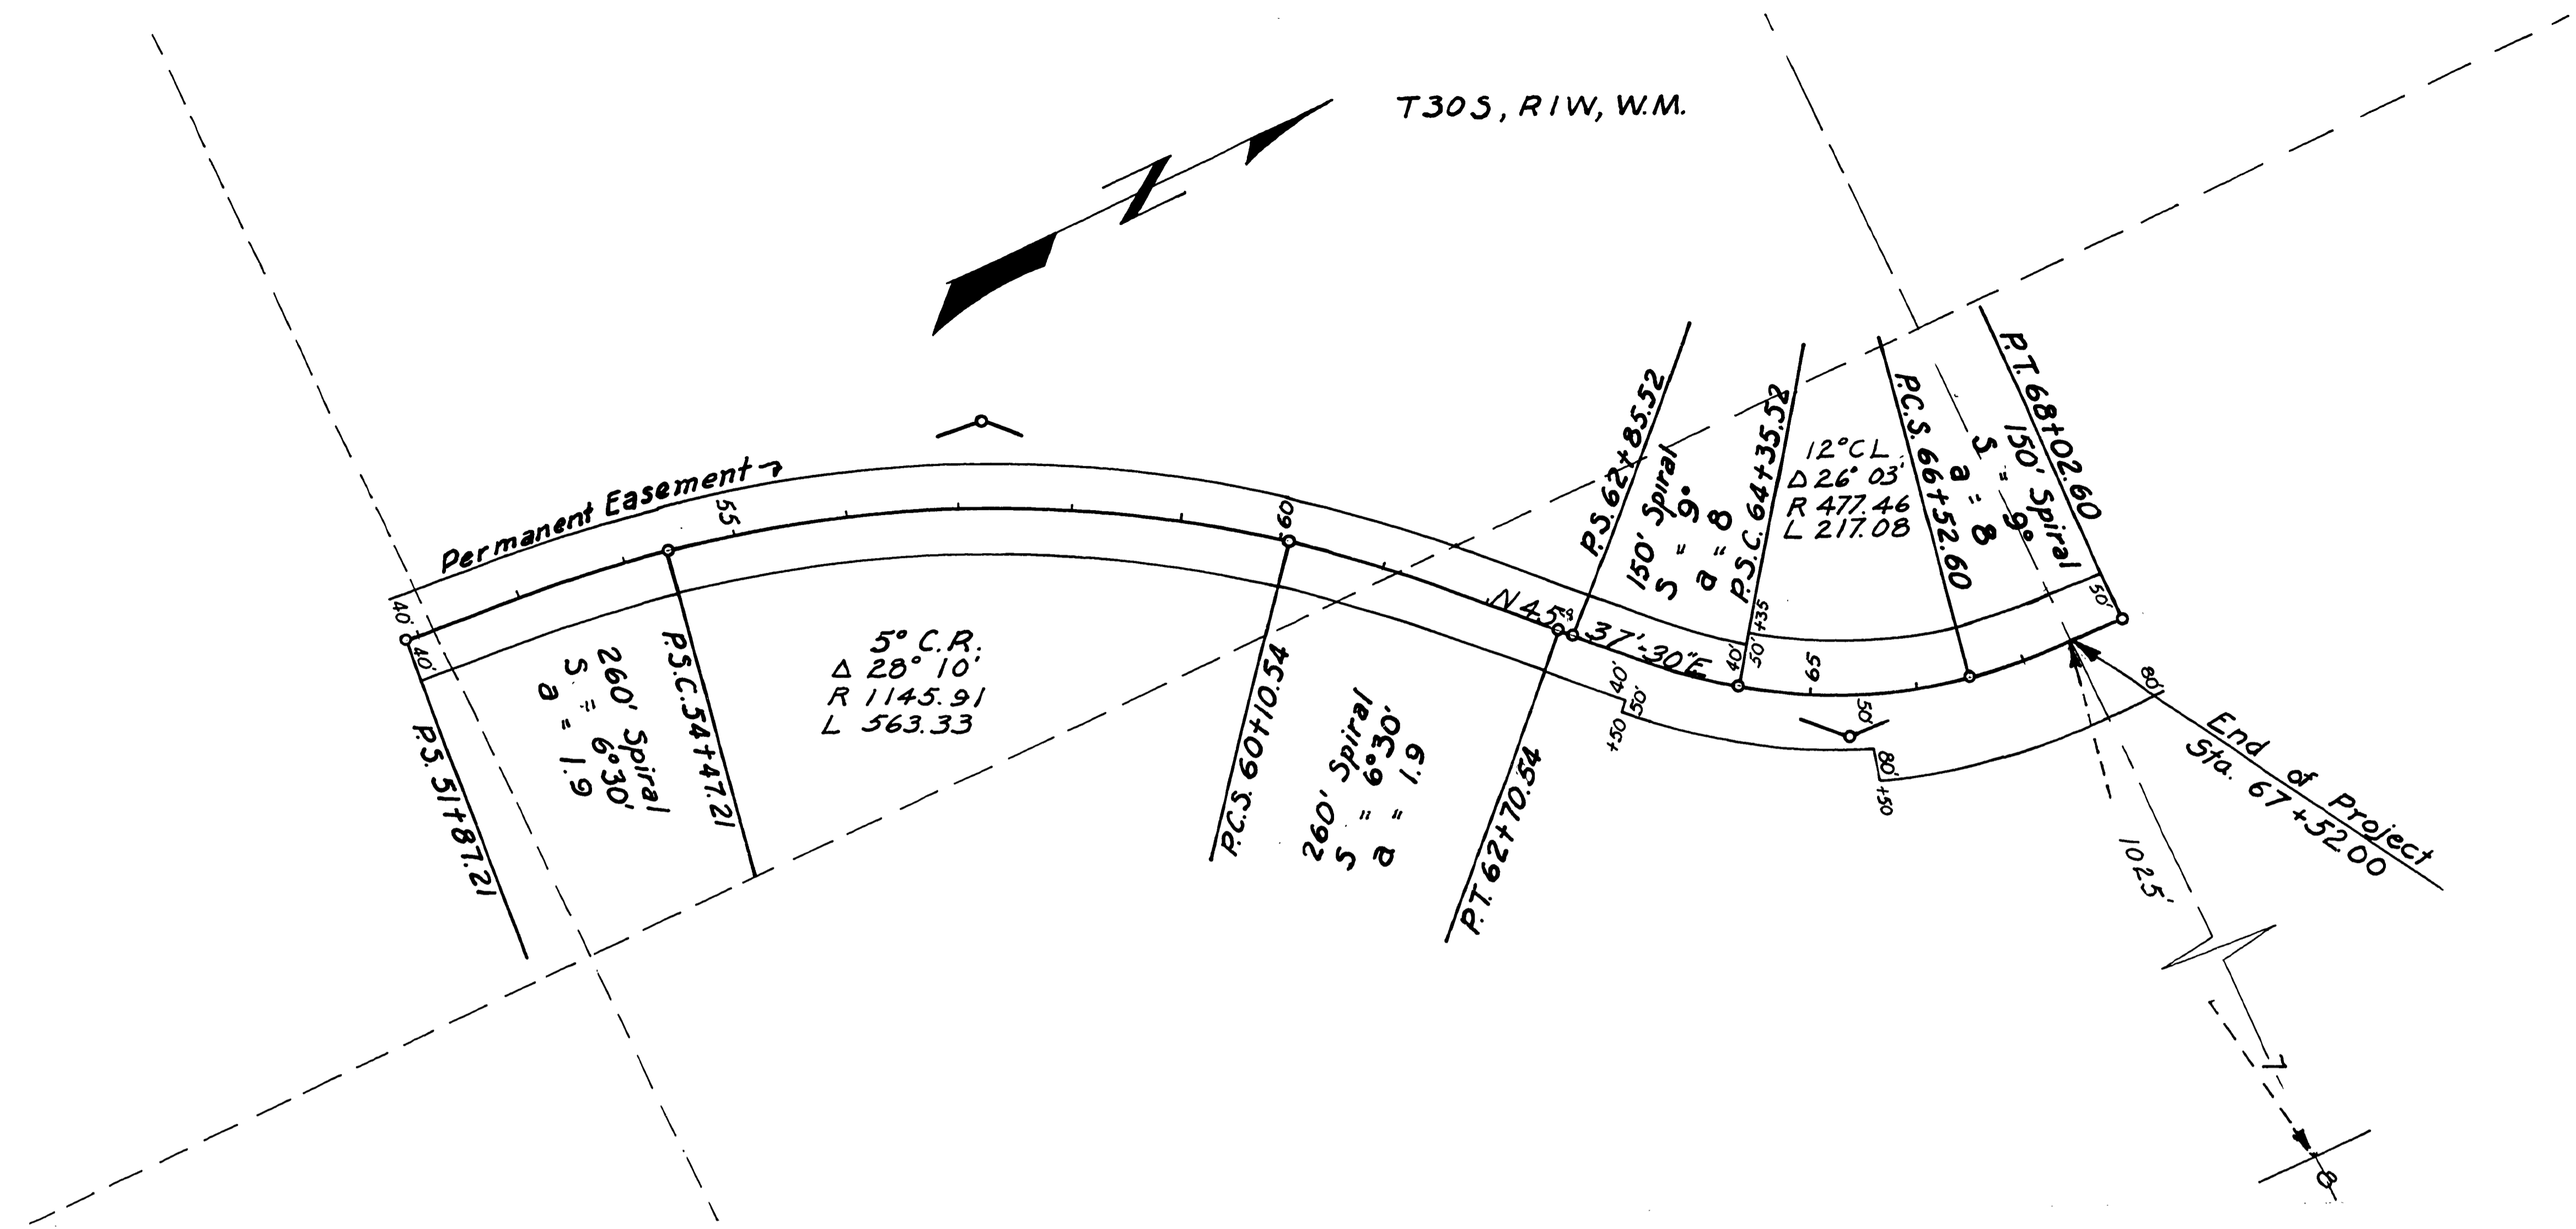 T30S, R1W, W.M.
N
Permanent Easement
40'
40'
P.S. 51+87.21
260' Spiral
S = 6°30'
a = 1.9
P.S.C. 54+47.21
55
5° C.R.
Δ 28° 10'
R 1145.91
L 563.33
60
P.C.S. 60+10.54
260' Spiral
S " 6°30'
a " 1.9
P.T. 62+70.54
N 45° 37'-30"E
P.S. 62+85.52
150' Spiral
S " 9°
a " 8
P.S.C. 64+35.52
40'
50'
+50
40'
50'
+35
65
12° C L
Δ 26° 03'
R 477.46
L 217.08
P.C.S. 66+52.60
50'
80'
+50
150' Spiral
S = 9°
a = 8
P.T. 68+02.60
50'
80'
End of Project
Sta. 67+52.00
1025'
7
8